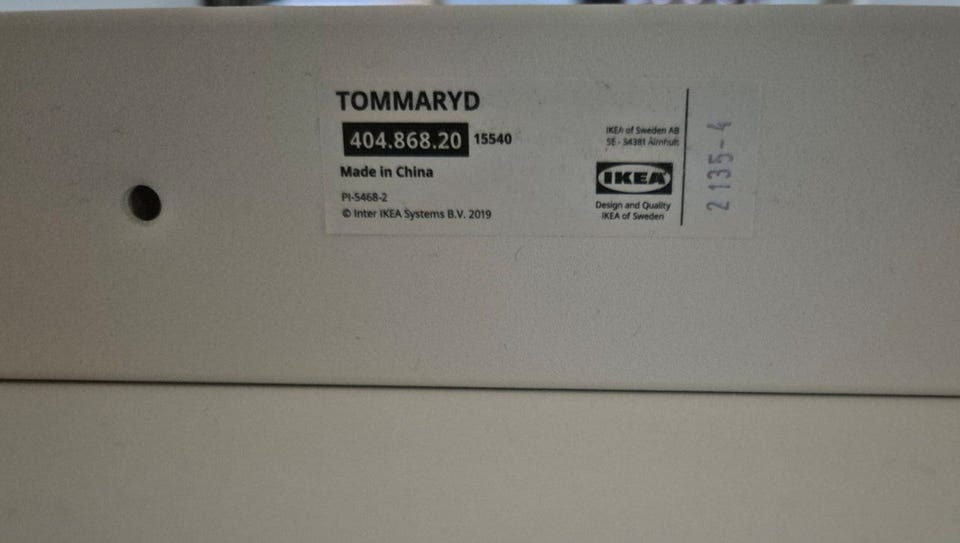 TOMMARYD
404.868.20 15540
Made in China
PI-5468-2
© Inter IKEA Systems B.V. 2019
IKEA of Sweden AB
SE - 34381 Älmhult
IKEA
Design and Quality
IKEA of Sweden
2135-4